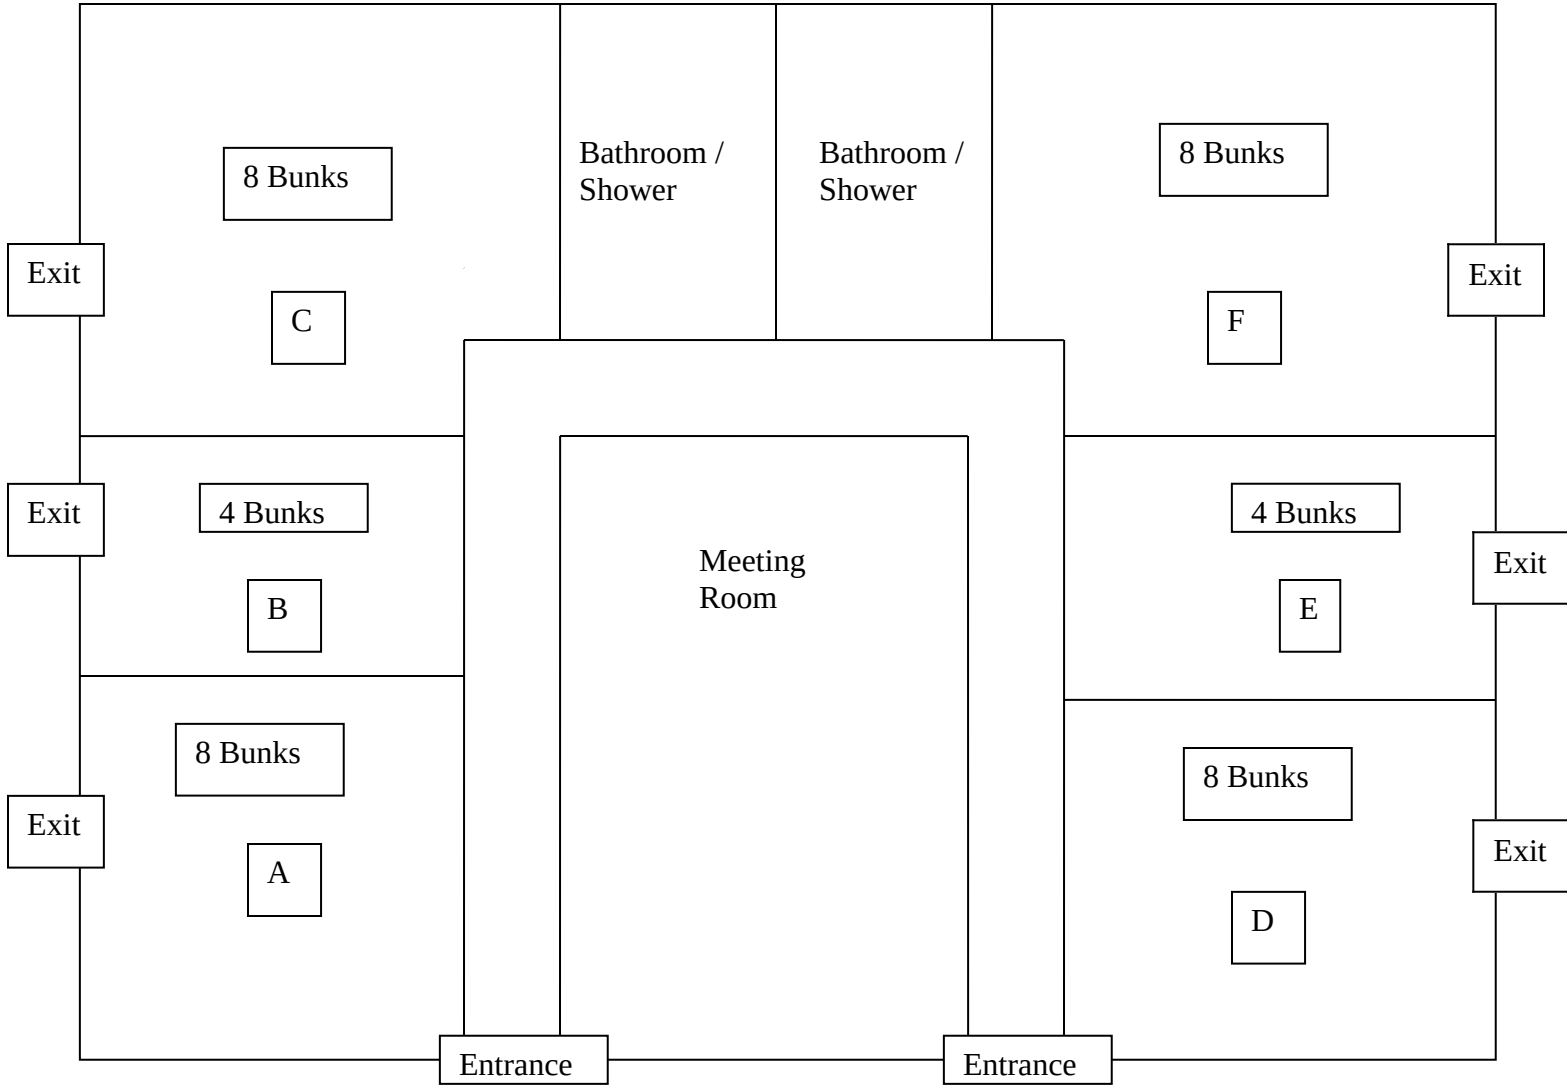 Bathroom /
Shower
Bathroom /
Shower
8 Bunks
8 Bunks
Exit
Exit
C
F
Exit
4 Bunks
4 Bunks
Meeting
Room
Exit
B
E
8 Bunks
8 Bunks
Exit
Exit
A
D
Entrance
Entrance